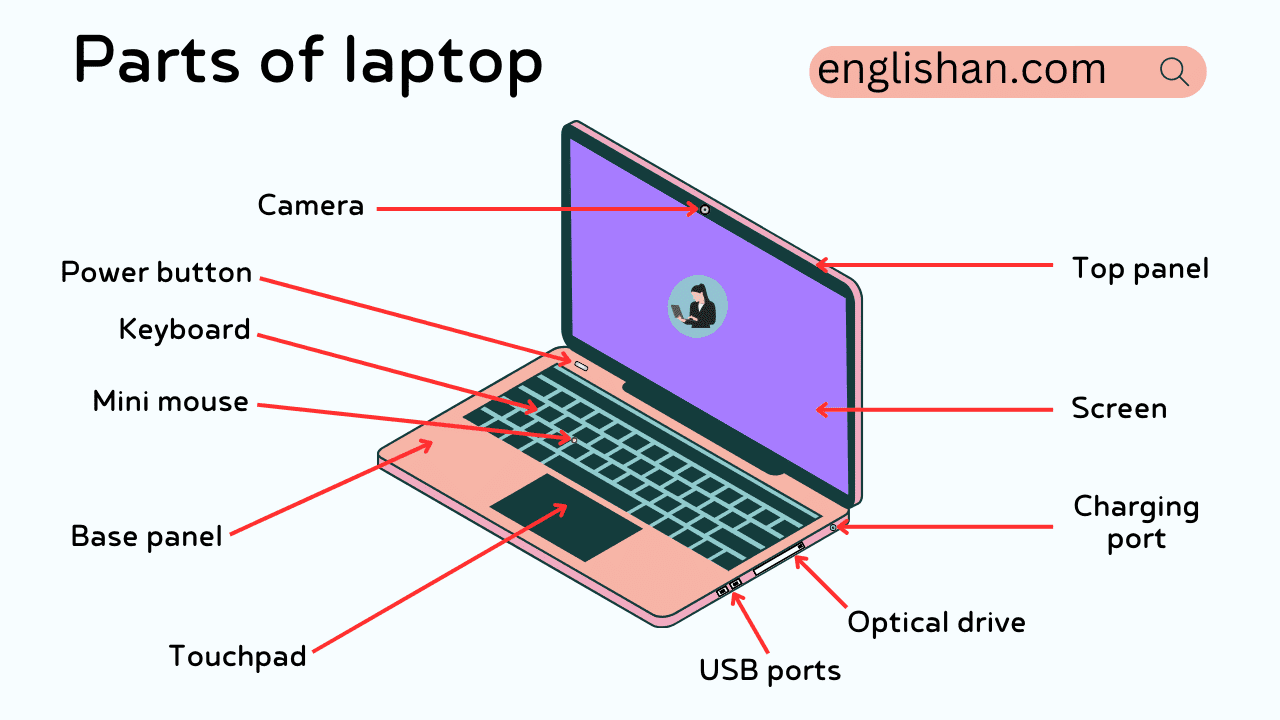 Parts of laptop
englishan.com
Camera
Power button
Keyboard
Mini mouse
Base panel
Touchpad
Top panel
Screen
Charging
port
Optical drive
USB ports